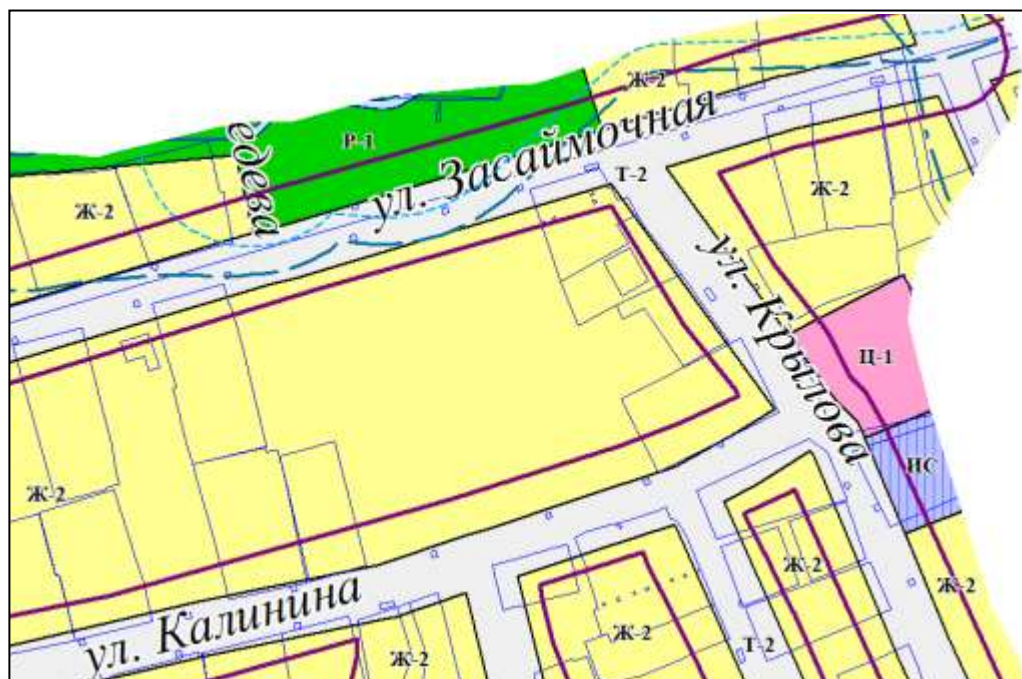 Ж-2
Р-1
едева
ул. Засаймочная
Т-2
Ж-2
Ж-2
ул. Крылова
Ц-1
Ж-2
ИС
Ж-2
Ж-2
ул. Калинина
Ж-2
Ж-2
Т-2